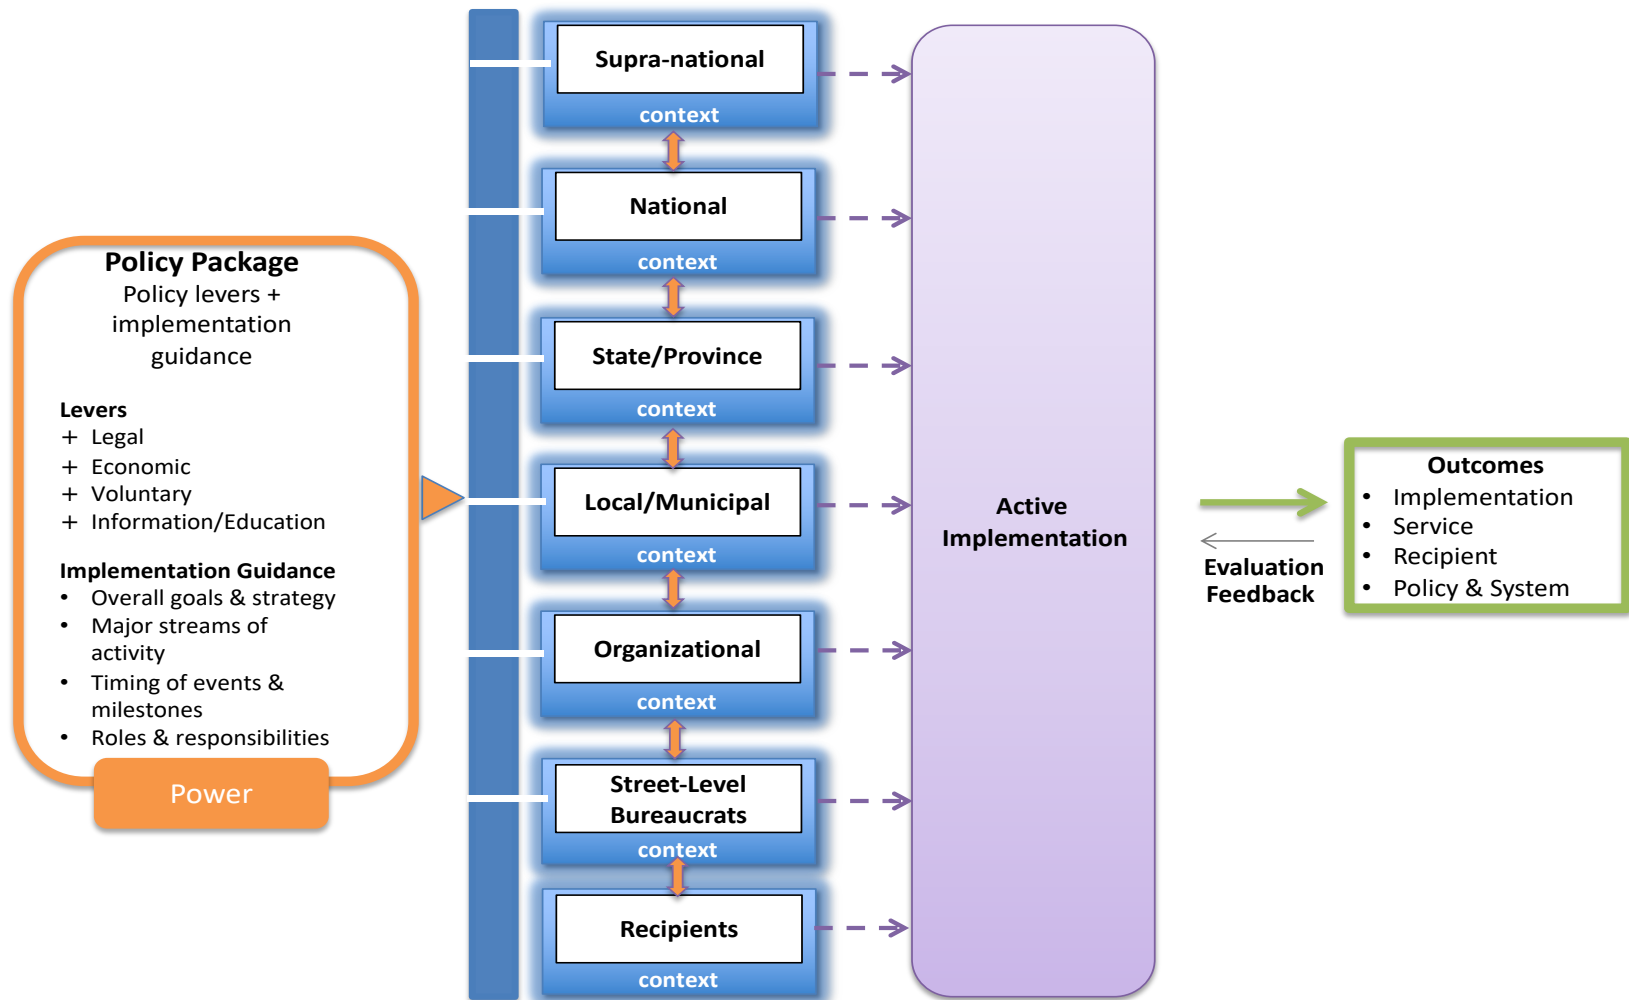 Policy Package
Policy levers +
implementation
guidance
Levers
+ Legal
+ Economic
+ Voluntary
+ Information/Education
Implementation Guidance
• Overall goals & strategy
• Major streams of
activity
• Timing of events &
milestones
• Roles & responsibilities
Power
Supra-national
context
National
context
State/Province
context
Local/Municipal
context
Organizational
context
Street-Level
Bureaucrats
context
Recipients
context
Active
Implementation
Evaluation
Feedback
Outcomes
• Implementation
• Service
• Recipient
• Policy & System